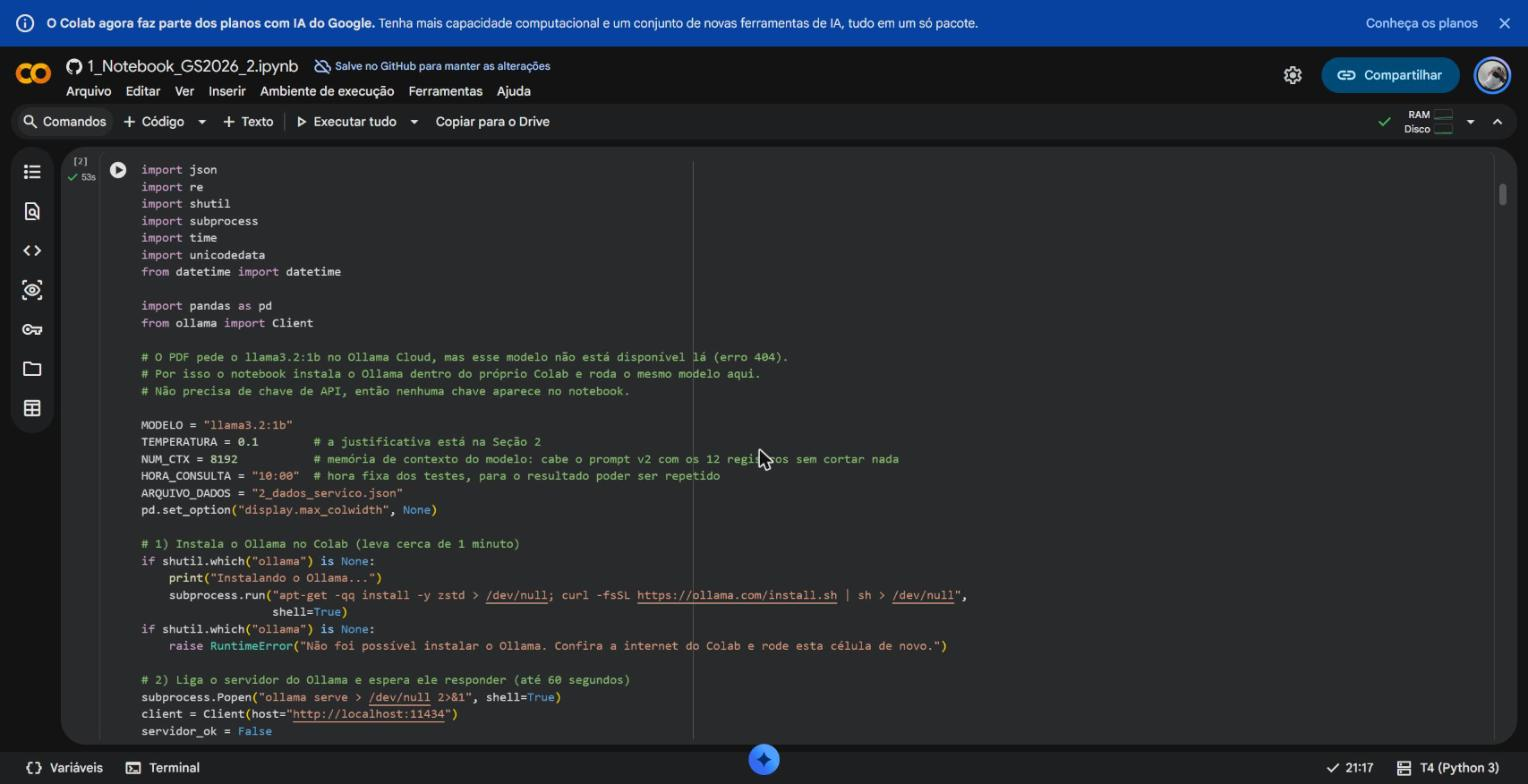 O Colab agora faz parte dos planos com IA do Google. Tenha mais capacidade computacional e um conjunto de novas ferramentas de IA, tudo em um só pacote. Conheça os planos
1_Notebook_GS2026_2.ipynb Salve no GitHub para manter as alterações
Compartilhar
Arquivo Editar Ver Inserir Ambiente de execução Ferramentas Ajuda
Comandos + Código + Texto Executar tudo Copiar para o Drive
RAM
Disco
[2]
53s
import json
import re
import shutil
import subprocess
import time
import unicodedata
from datetime import datetime
import pandas as pd
from ollama import Client
# O PDF pede o llama3.2:1b no Ollama Cloud, mas esse modelo não está disponível lá (erro 404).
# Por isso o notebook instala o Ollama dentro do próprio Colab e roda o mesmo modelo aqui.
# Não precisa de chave de API, então nenhuma chave aparece no notebook.
MODELO = "llama3.2:1b"
TEMPERATURA = 0.1 # a justificativa está na Seção 2
NUM_CTX = 8192 # memória de contexto do modelo: cabe o prompt v2 com os 12 registros sem cortar nada
HORA_CONSULTA = "10:00" # hora fixa dos testes, para o resultado poder ser repetido
ARQUIVO_DADOS = "2_dados_servico.json"
pd.set_option("display.max_colwidth", None)
# 1) Instala o Ollama no Colab (leva cerca de 1 minuto)
if shutil.which("ollama") is None:
print("Instalando o Ollama...")
subprocess.run("apt-get -qq install -y zstd > /dev/null; curl -fsSL https://ollama.com/install.sh | sh > /dev/null",
shell=True)
if shutil.which("ollama") is None:
raise RuntimeError("Não foi possível instalar o Ollama. Confira a internet do Colab e rode esta célula de novo.")
# 2) Liga o servidor do Ollama e espera ele responder (até 60 segundos)
subprocess.Popen("ollama serve > /dev/null 2>&1", shell=True)
client = Client(host="http://localhost:11434")
servidor_ok = False
Variáveis Terminal 21:17 T4 (Python 3)